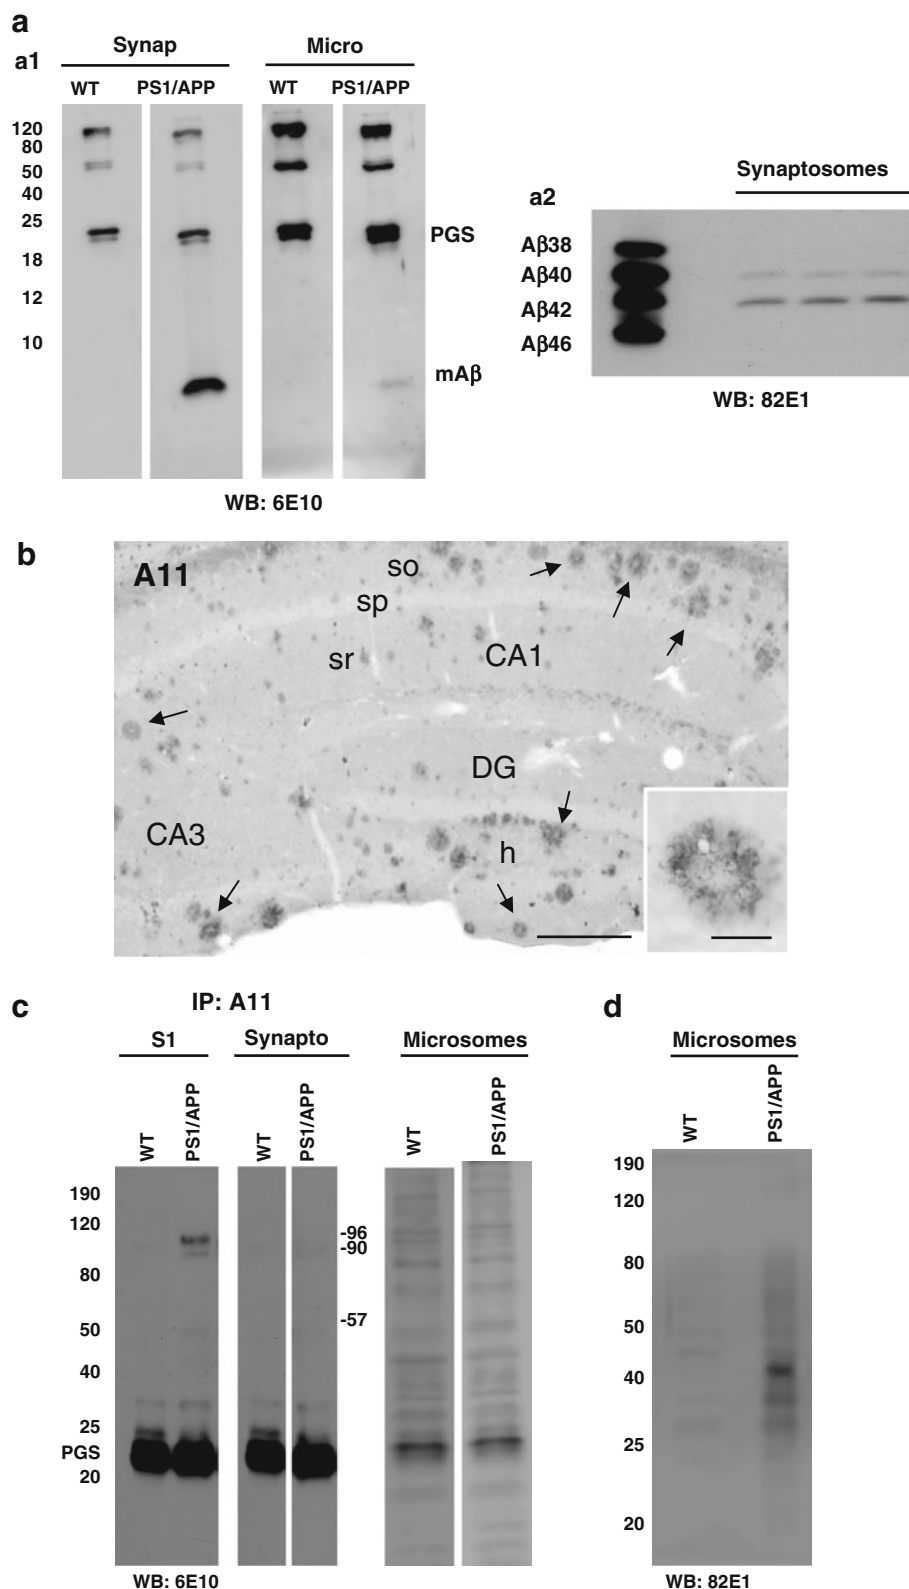 a
a1
Synap
Micro
WT
PS1/APP
WT
PS1/APP
120
80
50
40
25
18
12
10
PGS
mAβ
WB: 6E10
a2
Synaptosomes
Aβ38
Aβ40
Aβ42
Aβ46
WB: 82E1
b
A11
so
sp
sr
CA1
DG
CA3
h
c
IP: A11
S1
Synapto
Microsomes
WT
PS1/APP
WT
PS1/APP
WT
PS1/APP
190
120
80
50
40
25
PGS
20
-96
-90
-57
WB: 6E10
d
Microsomes
WT
PS1/APP
190
120
80
50
40
25
20
WB: 82E1